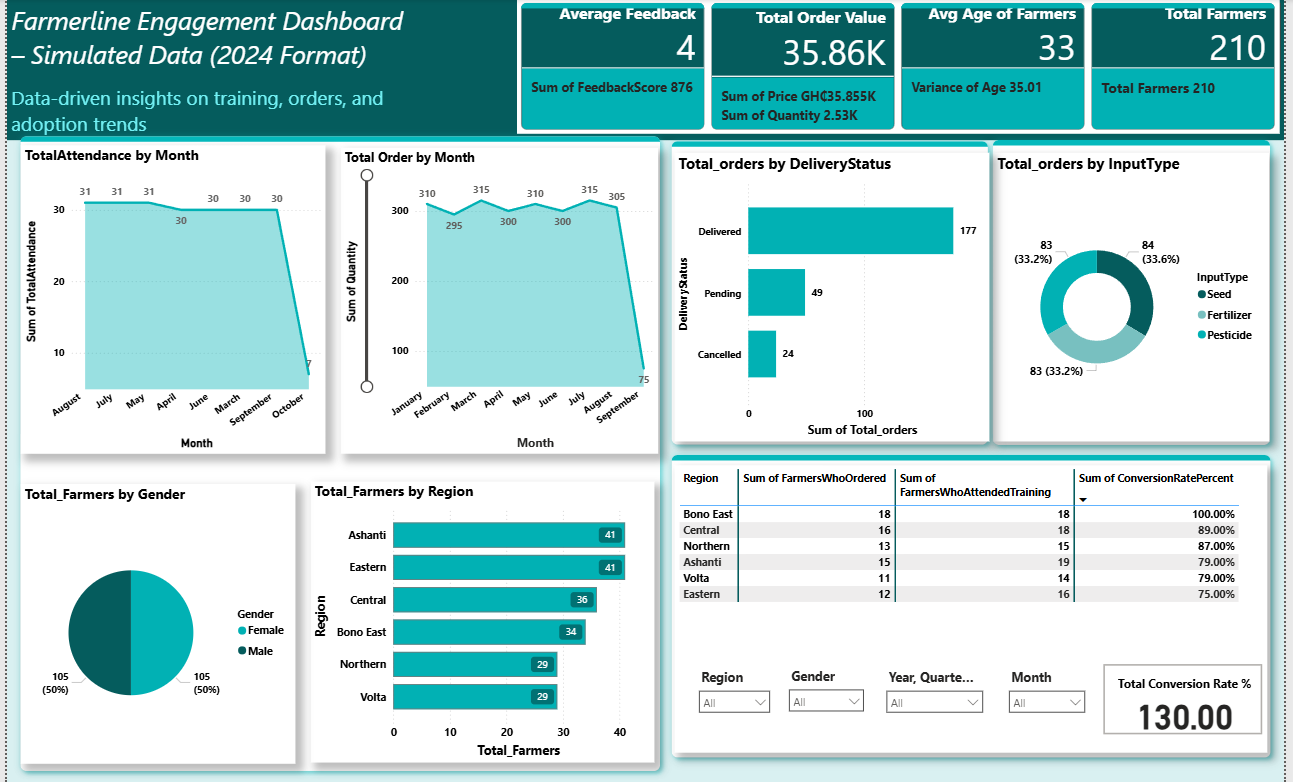 Farmerline Engagement Dashboard
– Simulated Data (2024 Format)
Data-driven insights on training, orders, and
adoption trends
Average Feedback
4
Sum of FeedbackScore 876
Total Order Value
35.86K
Sum of Price GH₵35.855K
Sum of Quantity 2.53K
Avg Age of Farmers
33
Variance of Age 35.01
Total Farmers
210
Total Farmers 210
TotalAttendance by Month
Sum of TotalAttendance
30
20
10
31
31
31
30
30
30
30
7
August
July
May
April
June
March
September
October
Month
Total Order by Month
Sum of Quantity
300
200
100
310
295
315
300
310
300
315
305
75
January
February
March
April
May
June
July
August
September
Month
Total_orders by DeliveryStatus
DeliveryStatus
Delivered
177
Pending
49
Cancelled
24
0
100
Sum of Total_orders
Total_orders by InputType
83
(33.2%)
84
(33.6%)
83 (33.2%)
InputType
Seed
Fertilizer
Pesticide
Total_Farmers by Gender
105
(50%)
105
(50%)
Gender
Female
Male
Total_Farmers by Region
Region
Ashanti
41
Eastern
41
Central
36
Bono East
34
Northern
29
Volta
29
0
10
20
30
40
Total_Farmers
Region Sum of FarmersWhoOrdered Sum of FarmersWhoAttendedTraining Sum of ConversionRatePercent
Bono East 18 18 100.00%
Central 16 18 89.00%
Northern 13 15 87.00%
Ashanti 15 19 79.00%
Volta 11 14 79.00%
Eastern 12 16 75.00%
Region
All
Gender
All
Year, Quarte...
All
Month
All
Total Conversion Rate %
130.00